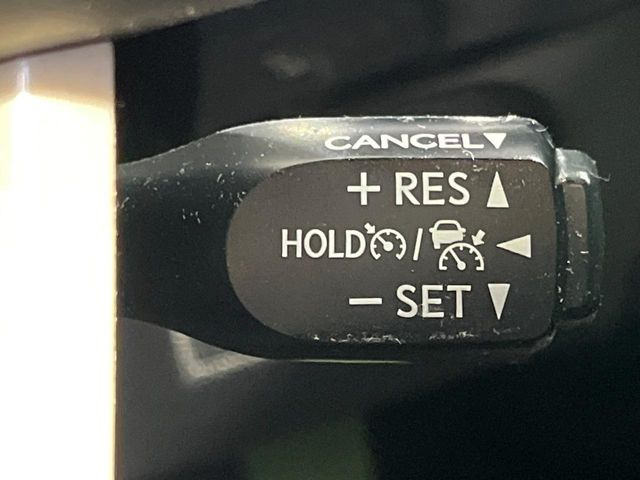 CANCEL▼
+ RES ▲
HOLD / ◀
- SET ▼